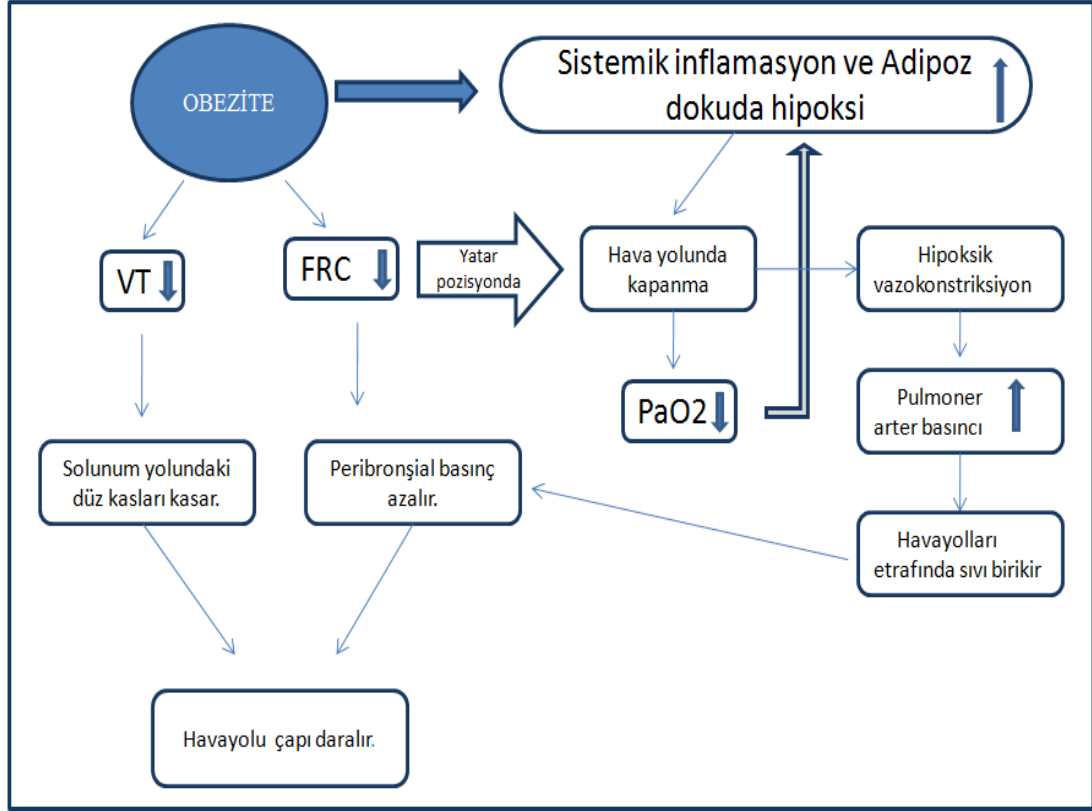 OBEZİTE
Sistemik inflamasyon ve Adipoz
dokuda hipoksi
VT
FRC
Yatar
pozisyonda
Hava yolunda
kapanma
Hipoksik
vazokonstriksiyon
PaO2
Pulmoner
arter basıncı
Solunum yolundaki
düz kasları kasar.
Peribronşial basınç
azalır.
Havayolları
etrafında sıvı birikir
Havayolu çapı daralır.